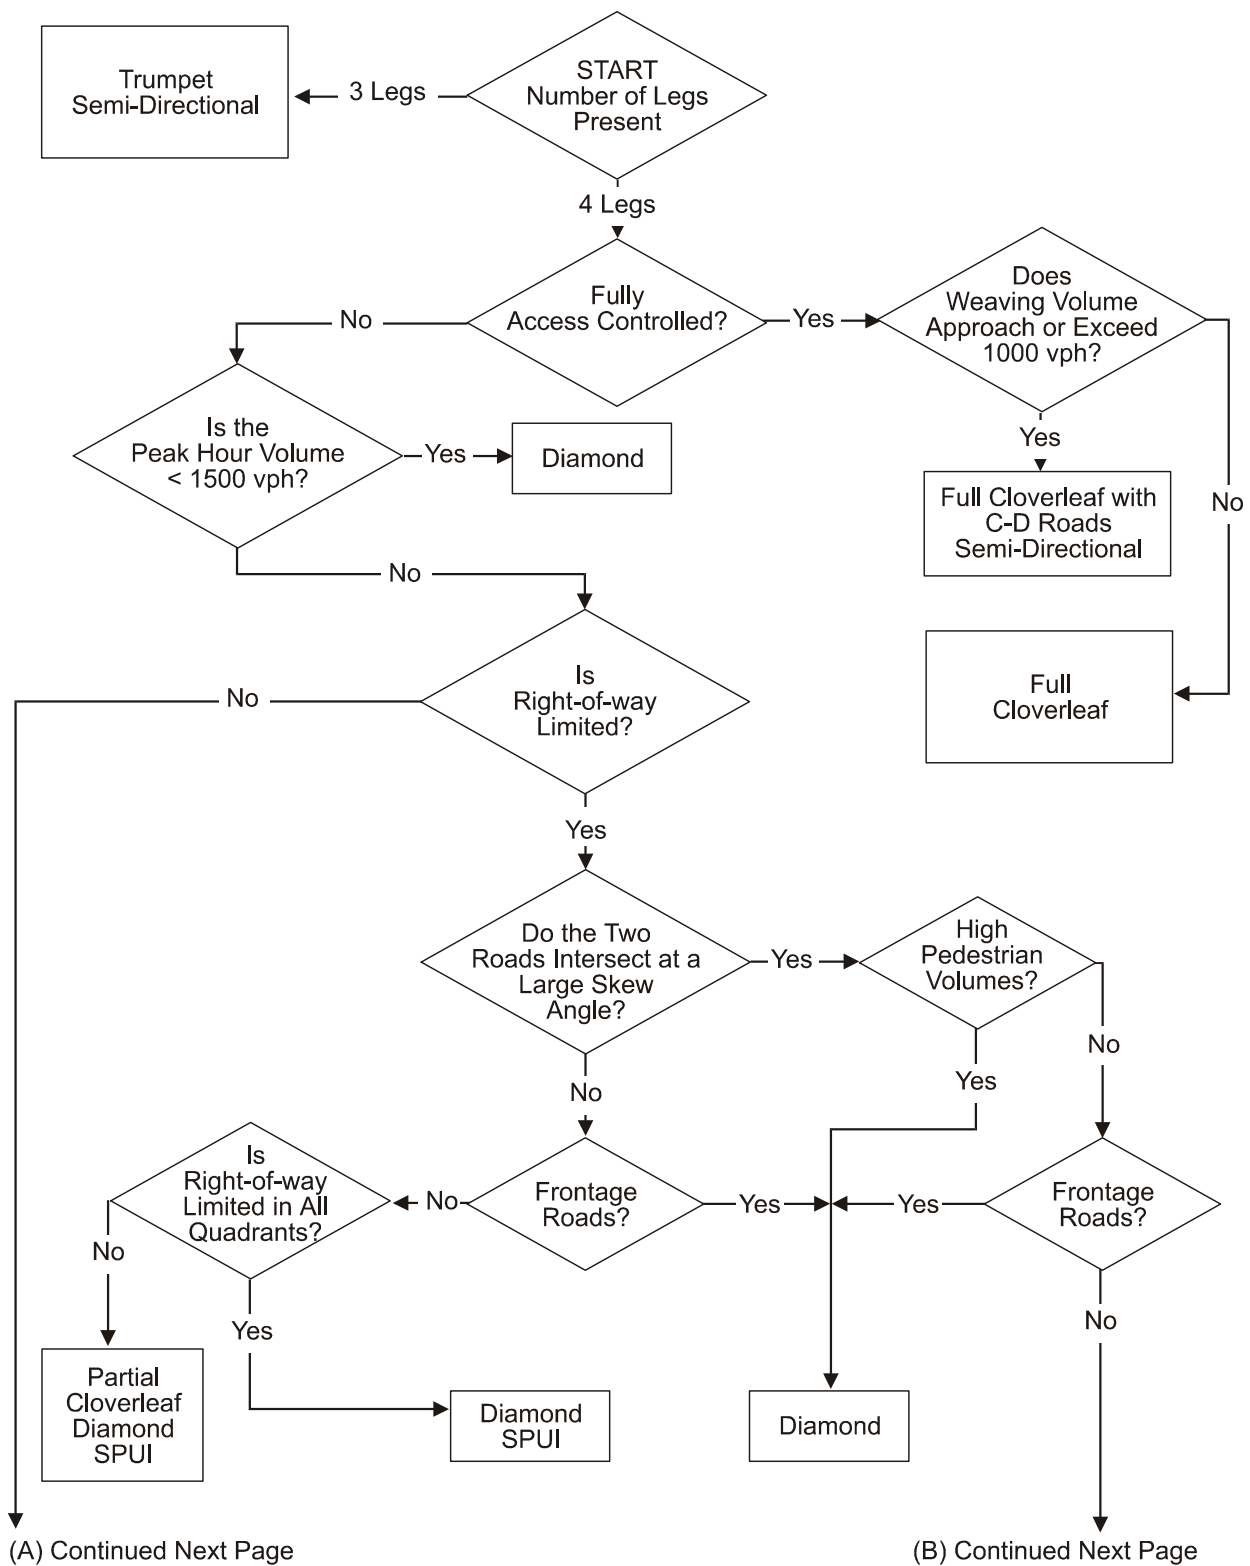 Trumpet
Semi-Directional
3 Legs
START
Number of Legs
Present
4 Legs
Fully
Access Controlled?
No
Yes
Does
Weaving Volume
Approach or Exceed
1000 vph?
Yes
No
Full Cloverleaf with
C-D Roads
Semi-Directional
Full
Cloverleaf
Is the
Peak Hour Volume
< 1500 vph?
Yes
Diamond
No
Is
Right-of-way
Limited?
No
Yes
Do the Two
Roads Intersect at a
Large Skew
Angle?
Yes
High
Pedestrian
Volumes?
No
Yes
No
Frontage
Roads?
No
Yes
Yes
Frontage
Roads?
No
Is
Right-of-way
Limited in All
Quadrants?
No
Yes
Partial
Cloverleaf
Diamond
SPUI
Diamond
SPUI
Diamond
(A) Continued Next Page
(B) Continued Next Page